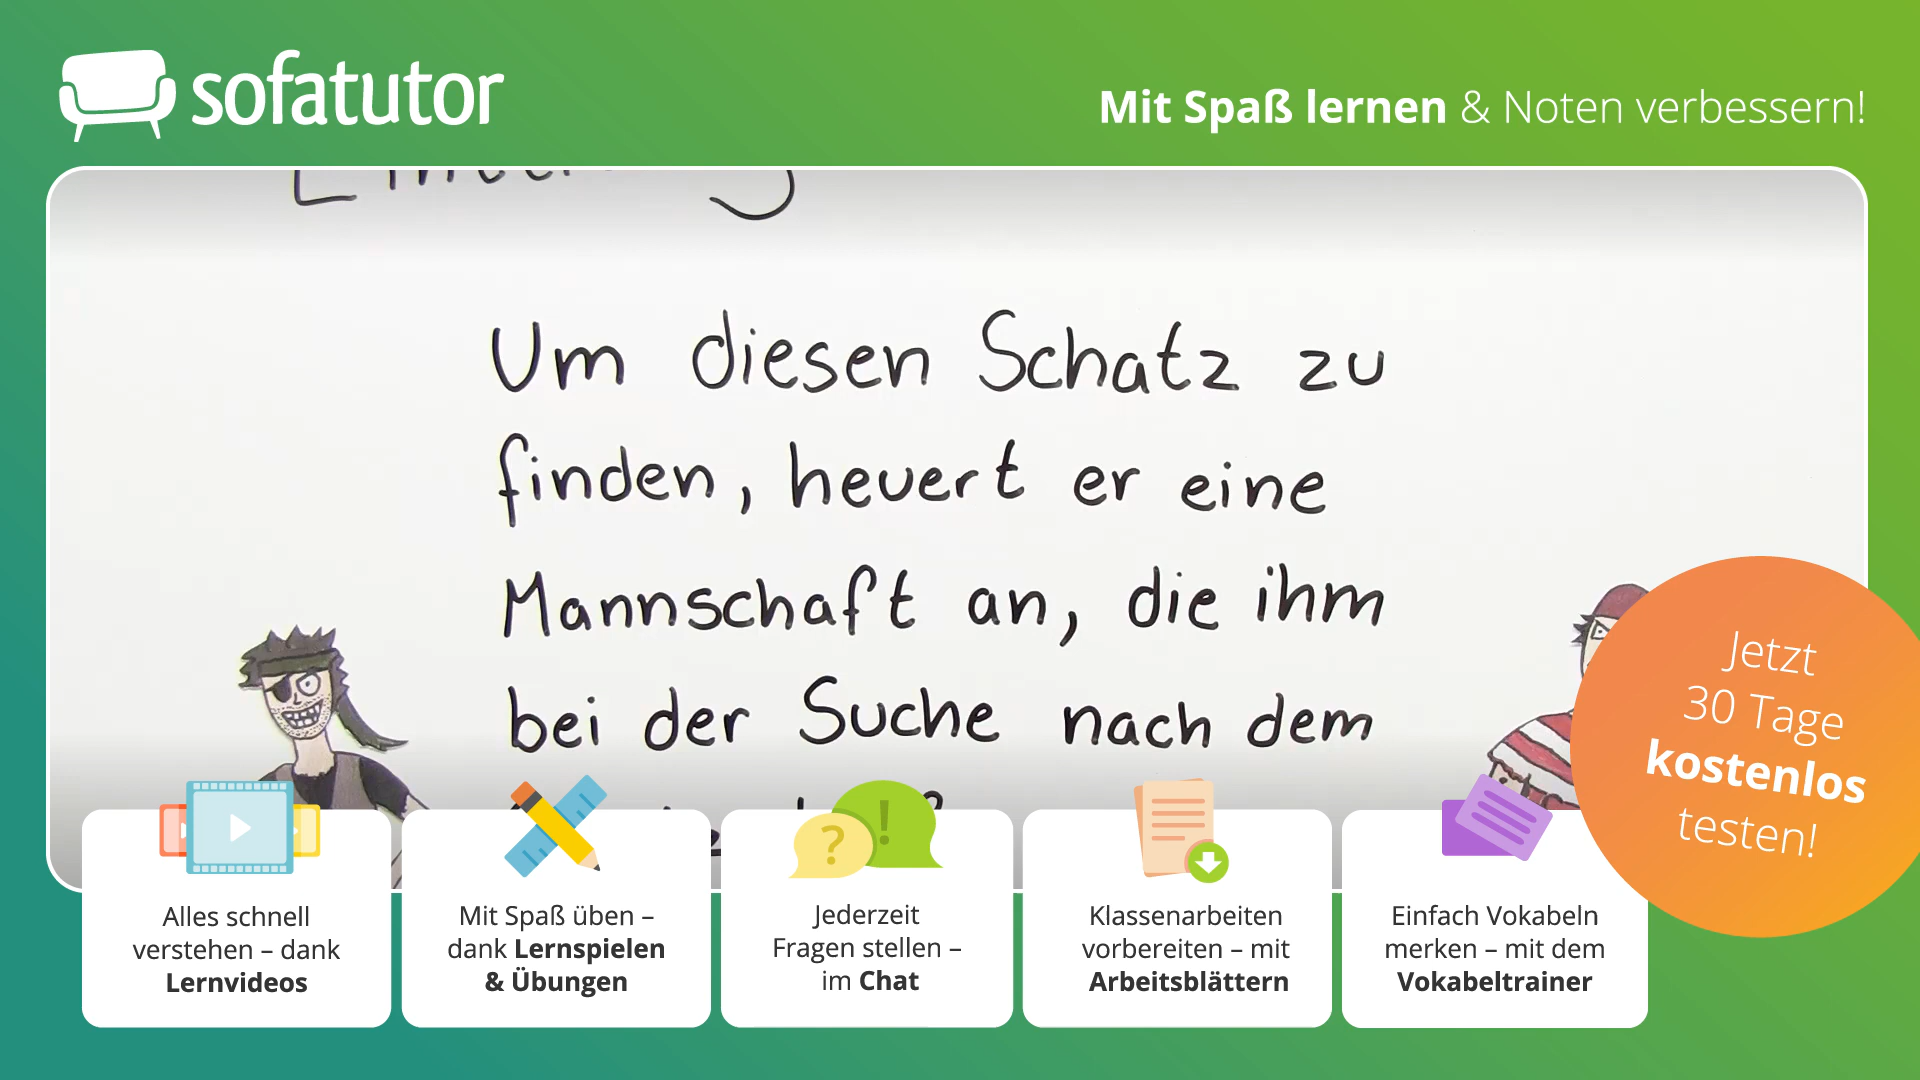 sofatutor
Mit Spaß lernen & Noten verbessern!
Um diesen Schatz zu
finden, heuert er eine
Mannschaft an, die ihm
bei der Suche nach dem
Jetzt
30 Tage
kostenlos
testen!
Alles schnell
verstehen – dank
Lernvideos
Mit Spaß üben –
dank Lernspielen
& Übungen
Jederzeit
Fragen stellen –
im Chat
Klassenarbeiten
vorbereiten – mit
Arbeitsblättern
Einfach Vokabeln
merken – mit dem
Vokabeltrainer